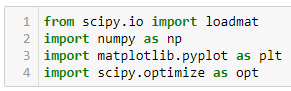 1 from scipy.io import loadmat
2 import numpy as np
3 import matplotlib.pyplot as plt
4 import scipy.optimize as opt